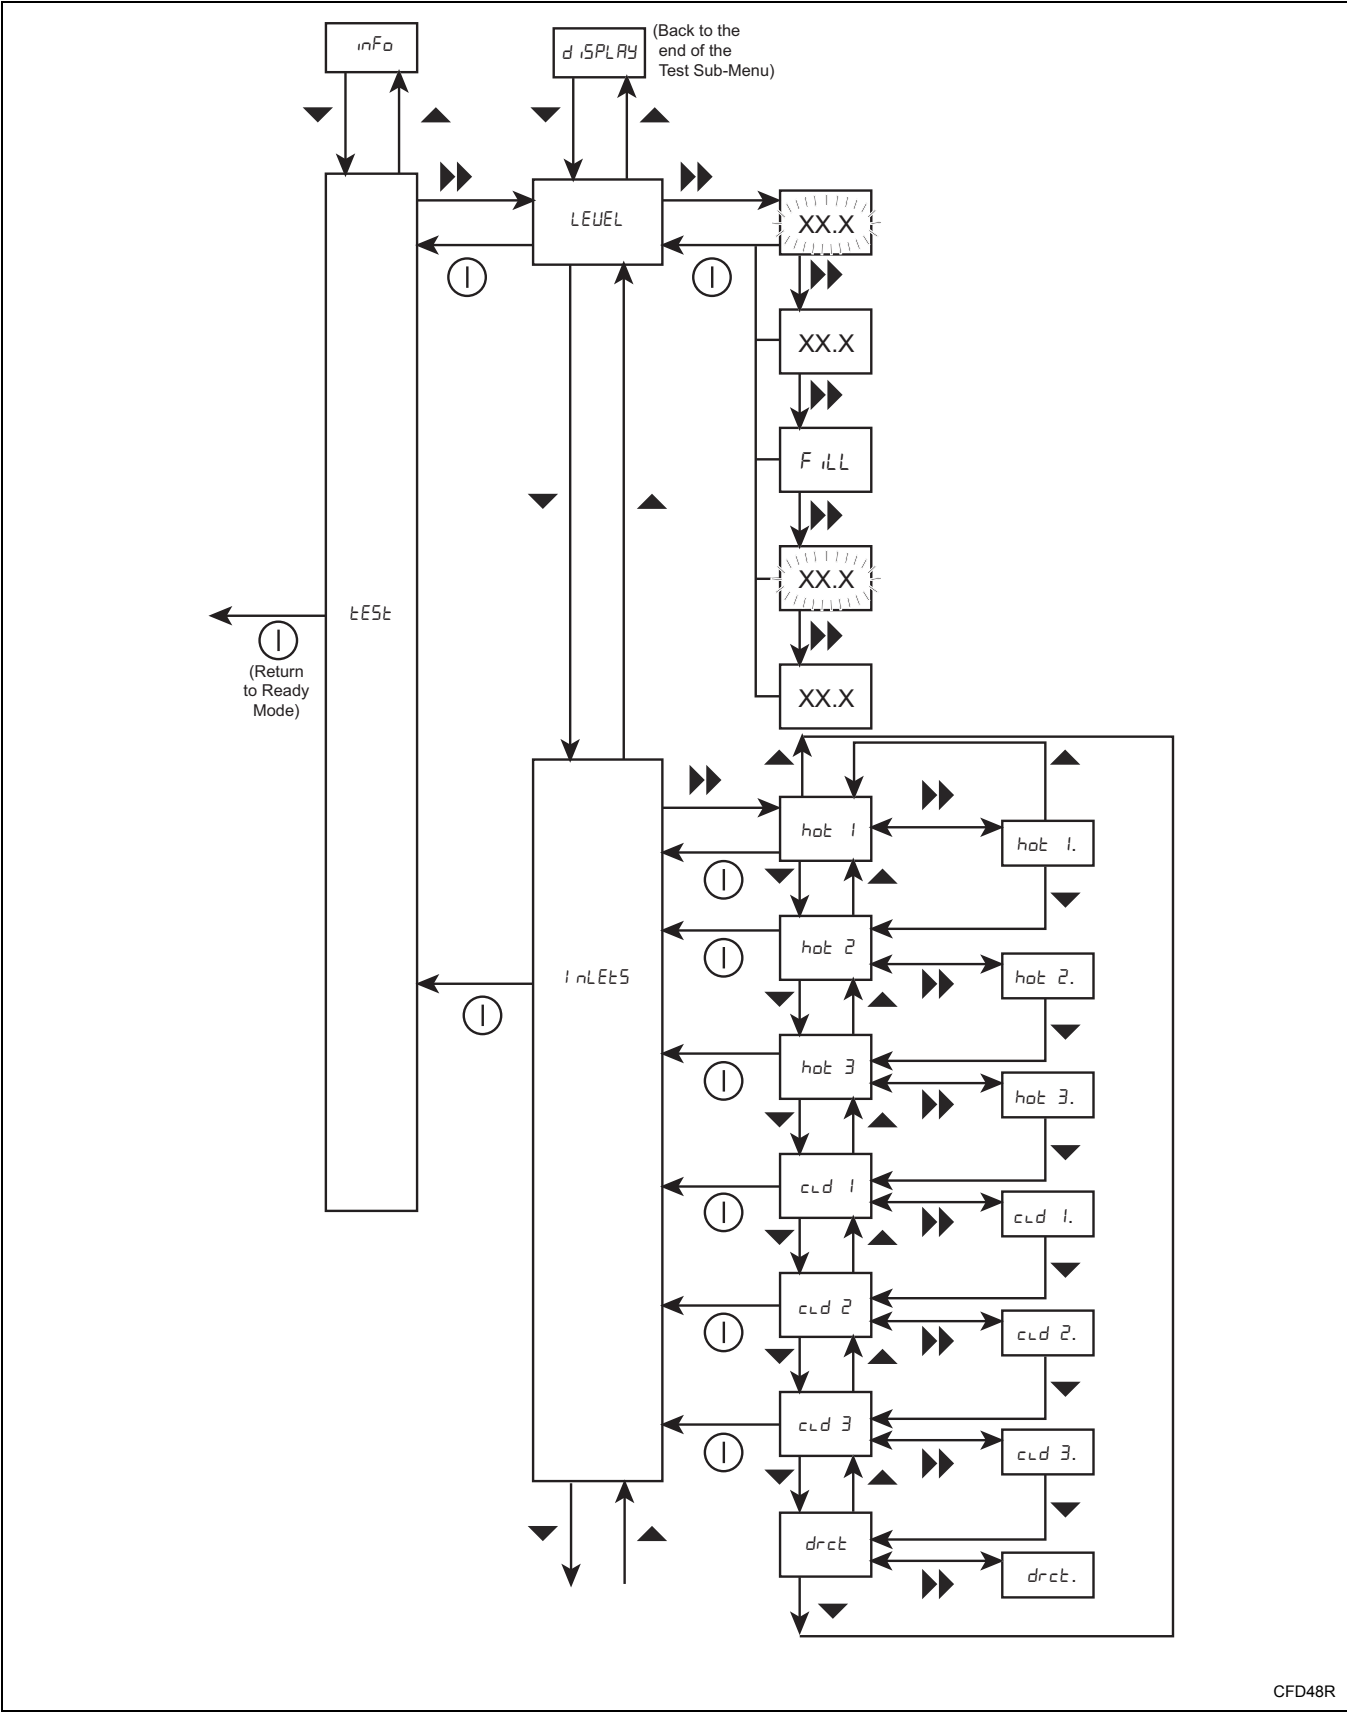 inFo
diSPLAY
(Back to the
end of the
Test Sub-Menu)
LEVEL
XX.X
XX.X
FiLL
XX.X
XX.X
tESt
(Return
to Ready
Mode)
InLEtS
hot 1
hot 1.
hot 2
hot 2.
hot 3
hot 3.
cLd 1
cLd 1.
cLd 2
cLd 2.
cLd 3
cLd 3.
drct
drct.
CFD48R